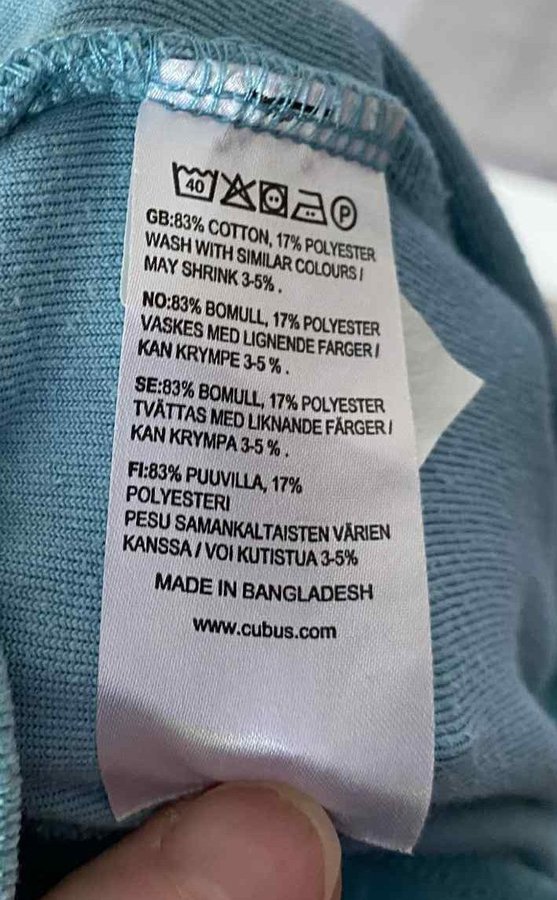 40 P
GB:83% COTTON, 17% POLYESTER
WASH WITH SIMILAR COLOURS /
MAY SHRINK 3-5% .
NO:83% BOMULL, 17% POLYESTER
VASKES MED LIGNENDE FARGER /
KAN KRYMPE 3-5 % .
SE:83% BOMULL, 17% POLYESTER
TVÄTTAS MED LIKNANDE FÄRGER /
KAN KRYMPA 3-5 % .
FI:83% PUUVILLA, 17%
POLYESTERI
PESU SAMANKALTAISTEN VÄRIEN
KANSSA / VOI KUTISTUA 3-5%
MADE IN BANGLADESH
www.cubus.com